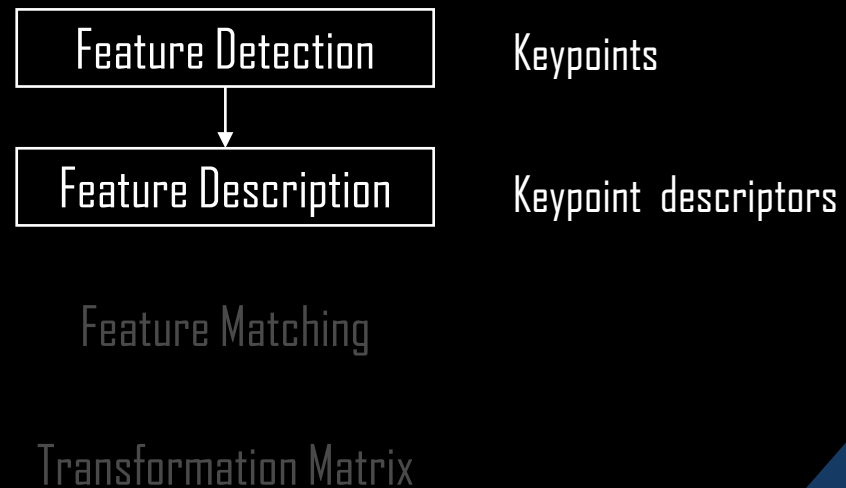 Feature Detection
Keypoints
Feature Description
Keypoint descriptors
Feature Matching
Transformation Matrix